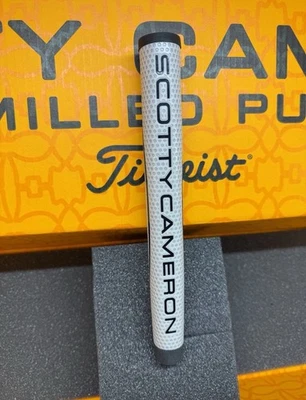 TY CAM
MILLED PU
Titleist
SCOTTY CAMERON